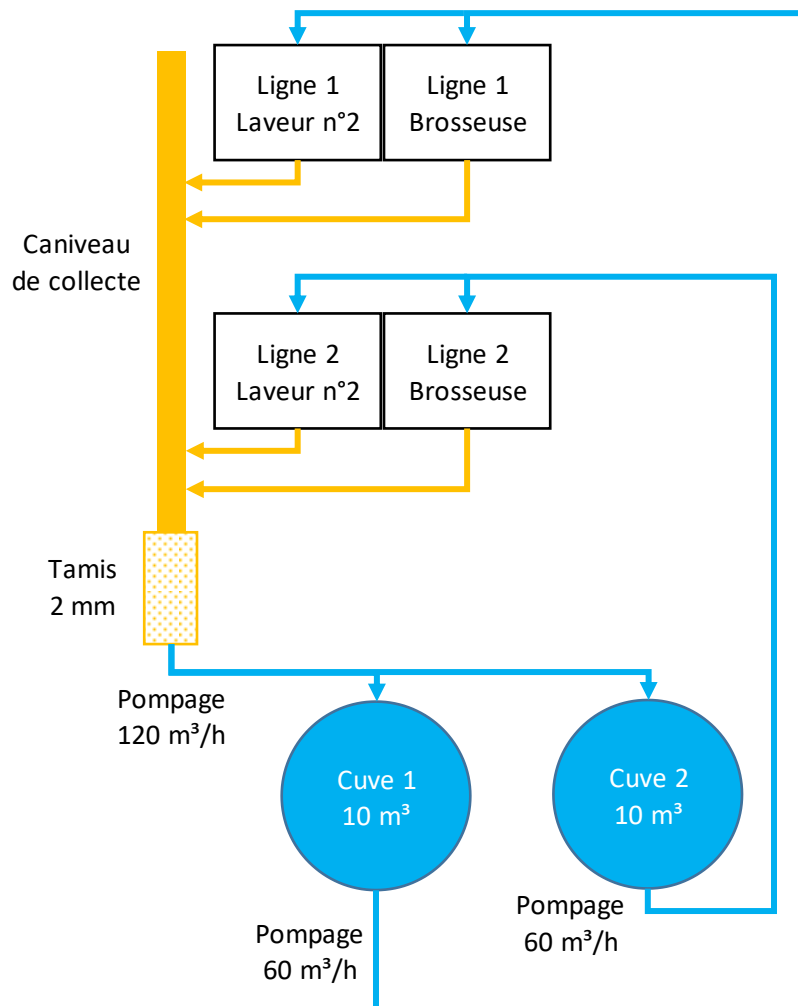 Ligne 1
Laveur n°2
Ligne 1
Brosseuse
Caniveau
de collecte
Ligne 2
Laveur n°2
Ligne 2
Brosseuse
Tamis
2 mm
Pompage
120 m³/h
Cuve 1
10 m³
Cuve 2
10 m³
Pompage
60 m³/h
Pompage
60 m³/h